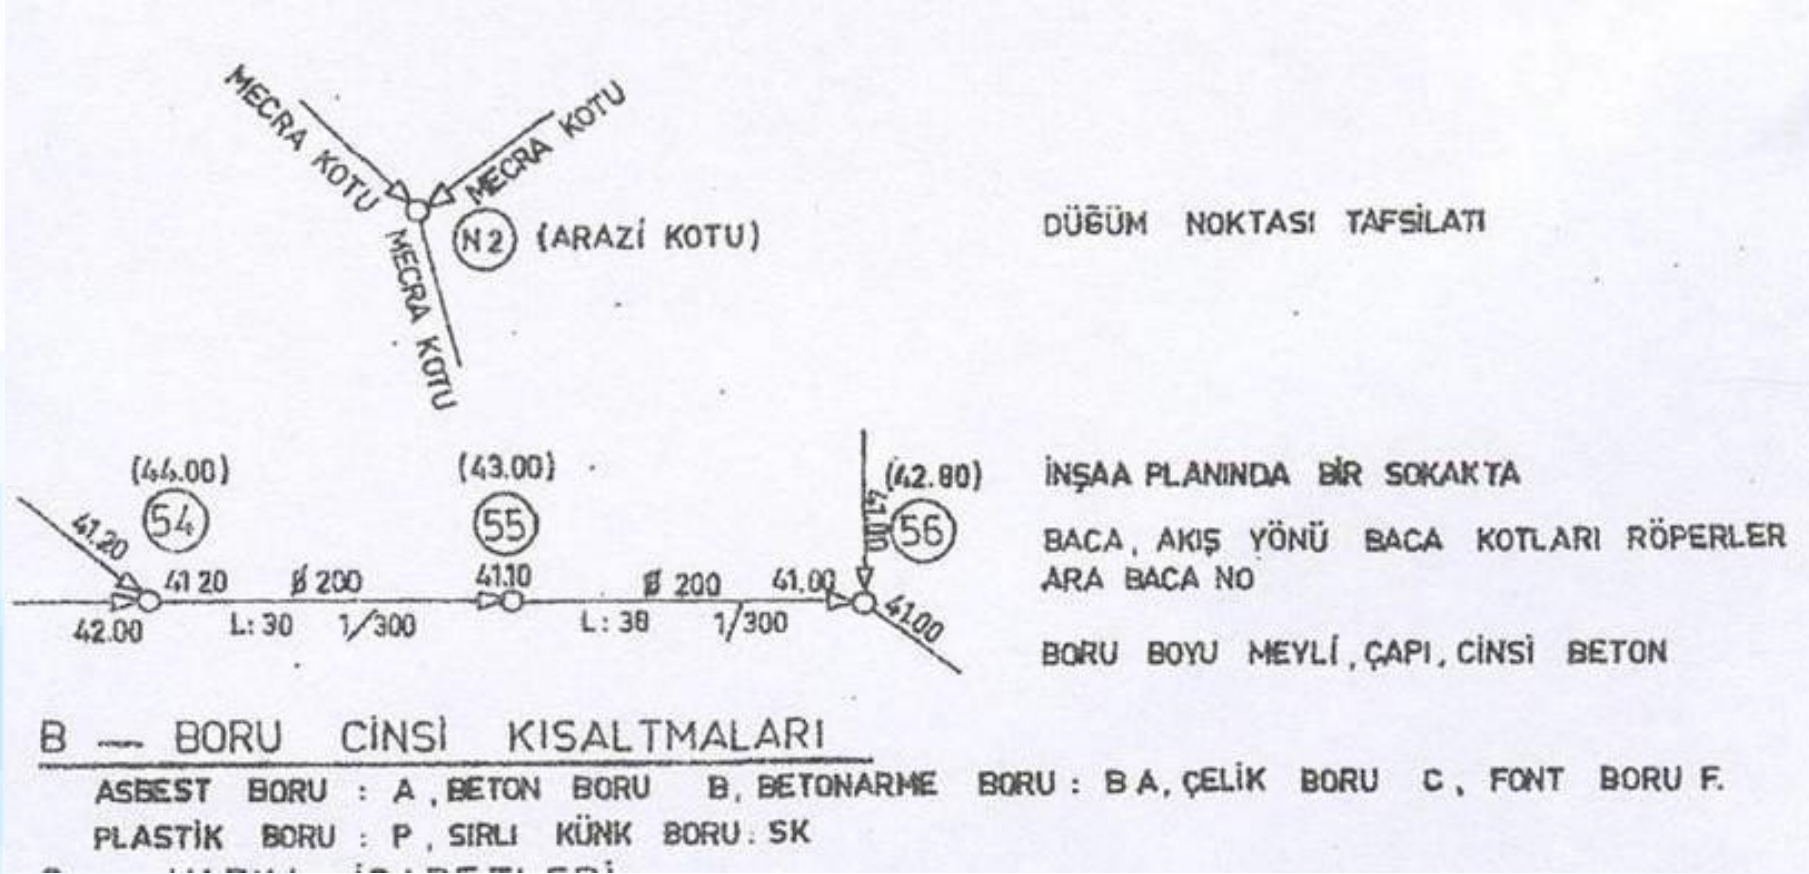 MECRA KOTU
MECRA KOTU
MECRA KOTU
N2 (ARAZİ KOTU)
DÜĞÜM NOKTASI TAFSİLATI
(44.00)
54
41.20
41 20
42.00
Ø 200
L: 30 1/300
(43.00)
55
41.10
Ø 200
L: 38 1/300
41.00
(42.80)
56
41.00
41.00
İNŞAA PLANINDA BİR SOKAKTA
BACA, AKIŞ YÖNÜ BACA KOTLARI RÖPERLER
ARA BACA NO
BORU BOYU MEYLİ, ÇAPI, CİNSİ BETON
B — BORU CİNSİ KISALTMALARI
ASBEST BORU : A, BETON BORU B, BETONARME BORU : BA, ÇELİK BORU C, FONT BORU F.
PLASTİK BORU : P, SIRLI KÜNK BORU: SK